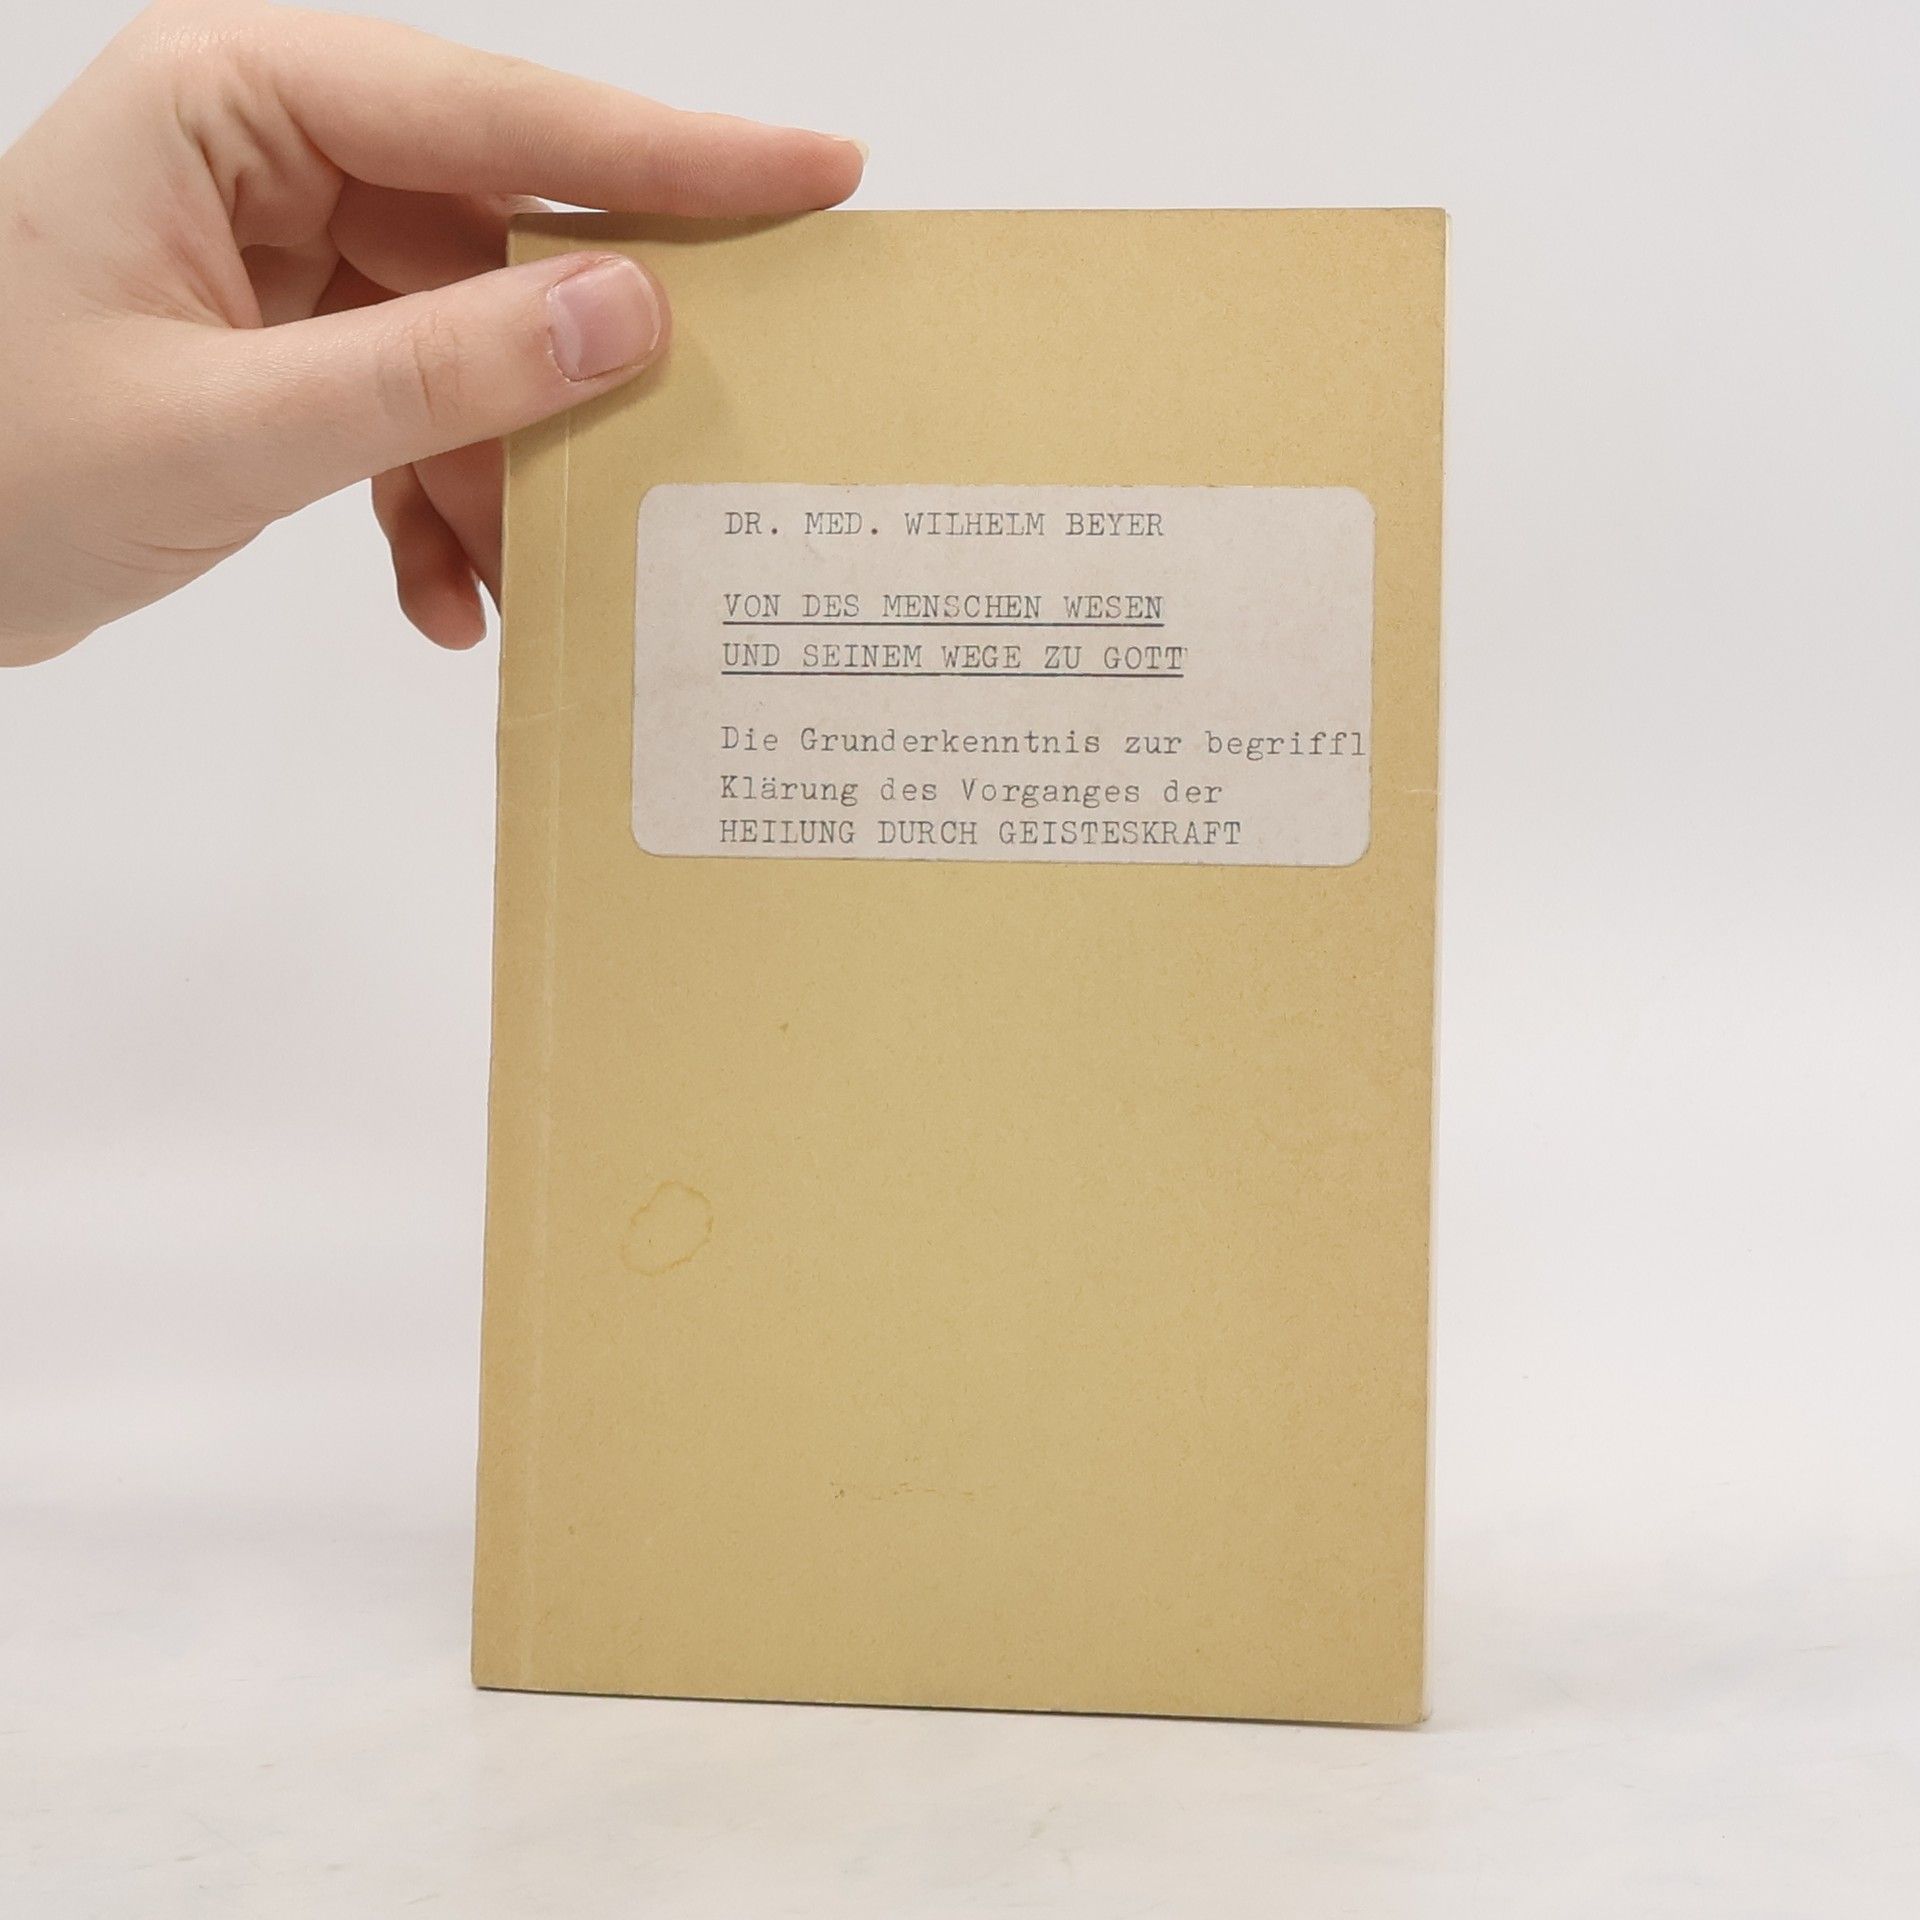 DR. MED. WILHELM BEYER
VON DES MENSCHEN WESEN
UND SEINEM WEGE ZU GOTT
Die Grunderkenntnis zur begriffl
Klärung des Vorganges der
HEILUNG DURCH GEISTESKRAFT